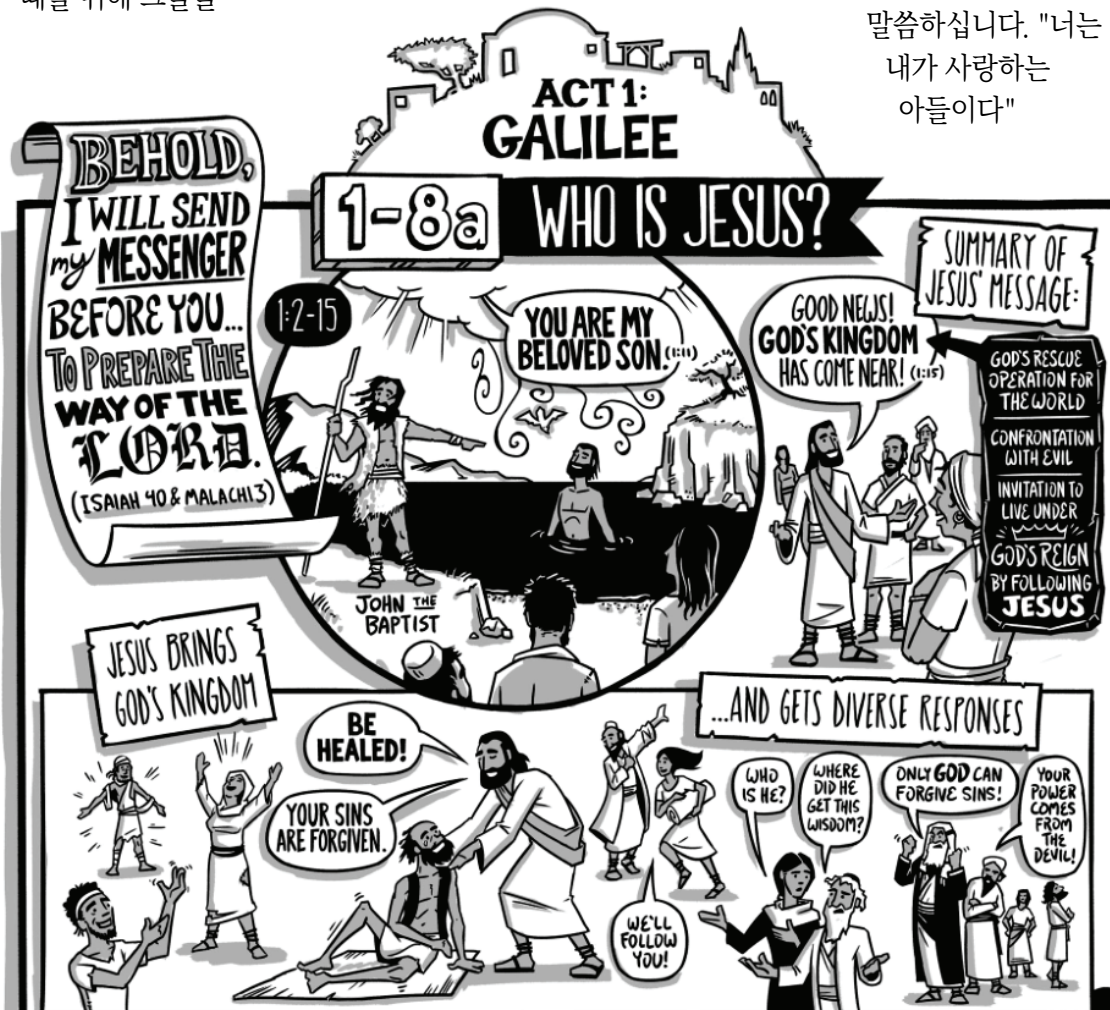 말씀하십니다. "너는
내가 사랑하는
아들이다"
ACT 1:
GALILEE
1-8a WHO IS JESUS?
BEHOLD,
I WILL SEND
my MESSENGER
BEFORE YOU...
TO PREPARE THE
WAY OF THE
LORD.
(ISAIAH 40 & MALACHI 3)
1:2-15
YOU ARE MY
BELOVED SON. (1:11)
JOHN THE
BAPTIST
SUMMARY OF
JESUS' MESSAGE:
GOOD NEWS!
GOD'S KINGDOM
HAS COME NEAR! (1:15)
GOD'S RESCUE
OPERATION FOR
THE WORLD
CONFRONTATION
WITH EVIL
INVITATION TO
LIVE UNDER
GOD'S REIGN
BY FOLLOWING
JESUS
JESUS BRINGS
GOD'S KINGDOM
BE
HEALED!
YOUR SINS
ARE FORGIVEN.
WE'LL
FOLLOW
YOU!
...AND GETS DIVERSE RESPONSES
WHO
IS HE?
WHERE
DID HE
GET THIS
WISDOM?
ONLY GOD CAN
FORGIVE SINS!
YOUR
POWER
COMES
FROM
THE
DEVIL!